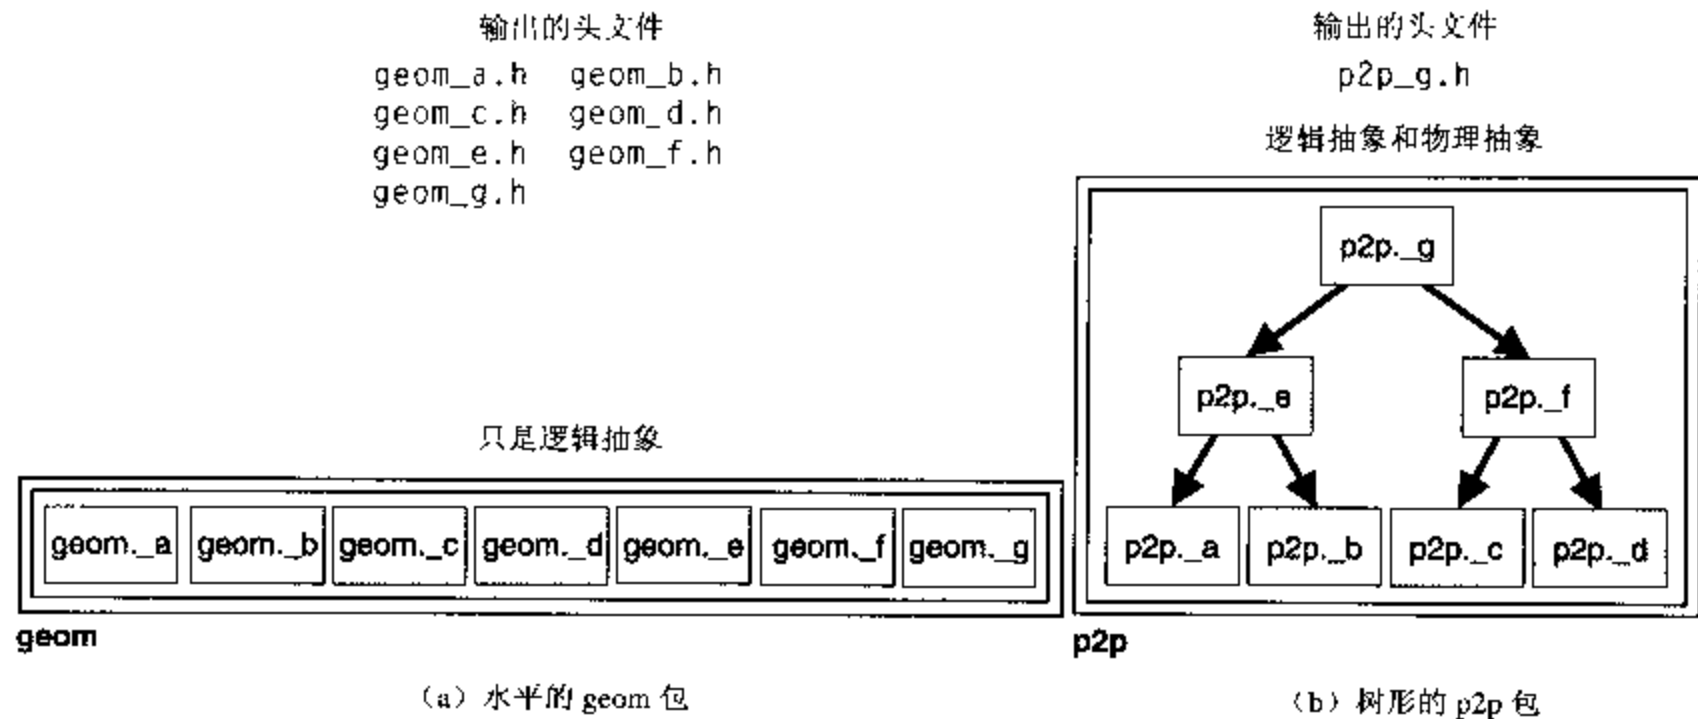 输出的头文件
geom_a.h geom_b.h
geom_c.h geom_d.h
geom_e.h geom_f.h
geom_g.h
只是逻辑抽象
geom._a geom._b geom._c geom._d geom._e geom._f geom._g
geom
(a) 水平的 geom 包
输出的头文件
p2p_g.h
逻辑抽象和物理抽象
p2p._g
p2p._e p2p._f
p2p._a p2p._b p2p._c p2p._d
p2p
(b) 树形的 p2p 包